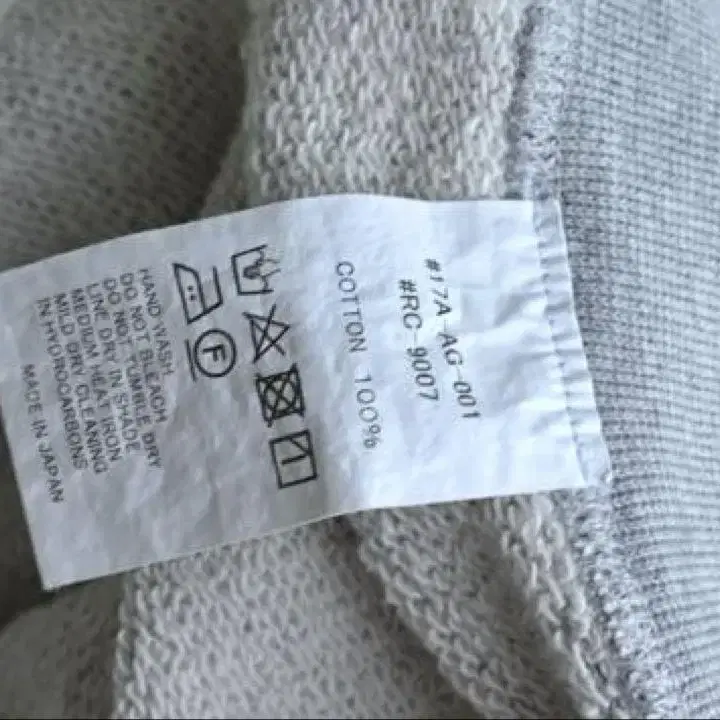 #17A-AG-001
#RC-9007
COTTON 100%
F
HAND WASH
DO NOT BLEACH
DO NOT TUMBLE DRY
LINE DRY IN SHADE
MEDIUM HEAT IRON
MILD DRY CLEANING
IN HYDROCARBONS
MADE IN JAPAN